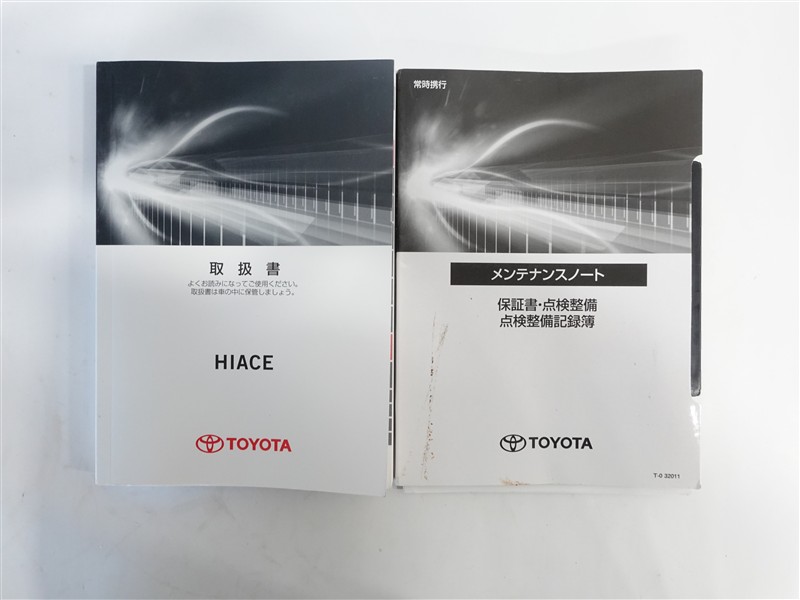 取扱書
よくお読みになってご使用ください。
取扱書は車の中に保管しましょう。
HIACE
TOYOTA
常時携行
メンテナンスノート
保証書・点検整備
点検整備記録簿
TOYOTA
T-0 32011